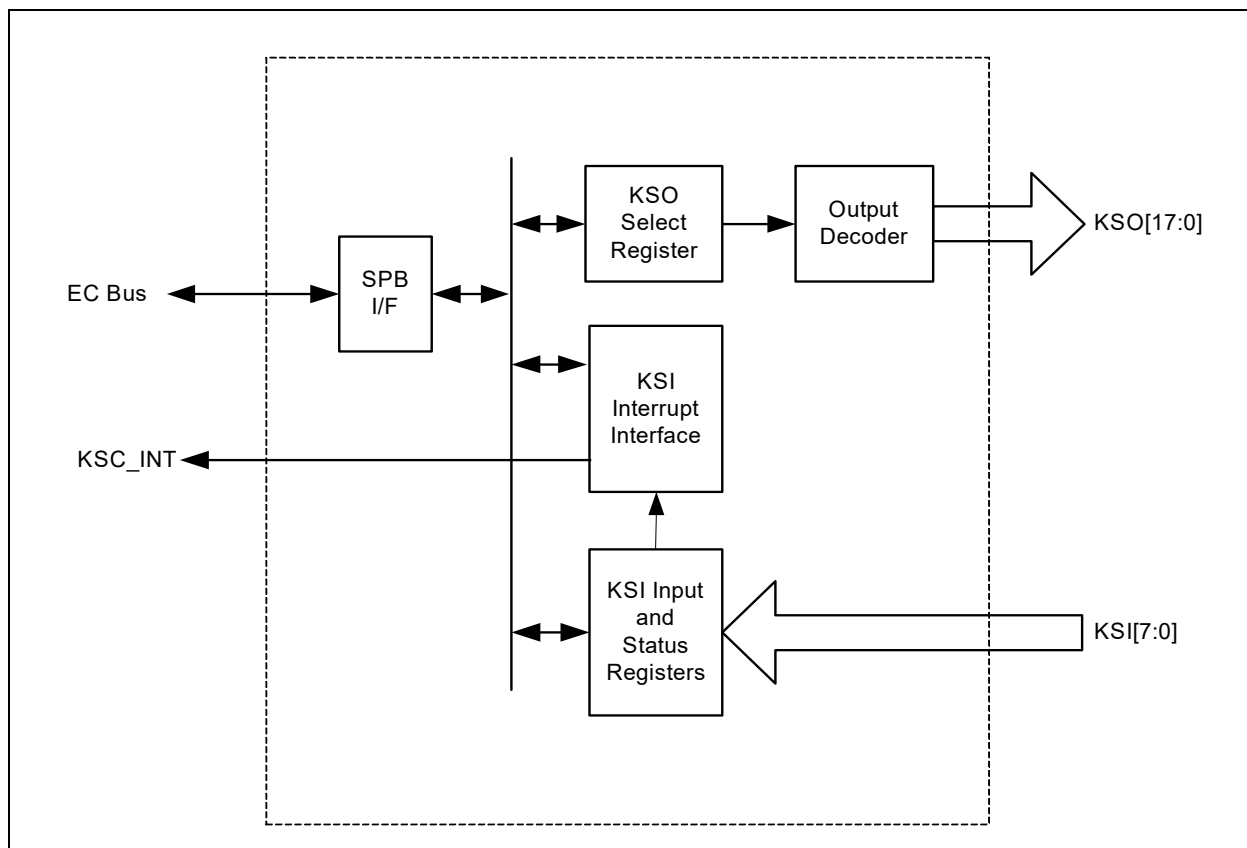 KSO
Select
Register
Output
Decoder
KSO[17:0]
SPB
I/F
EC Bus
KSI
Interrupt
Interface
KSC_INT
KSI Input
and
Status
Registers
KSI[7:0]